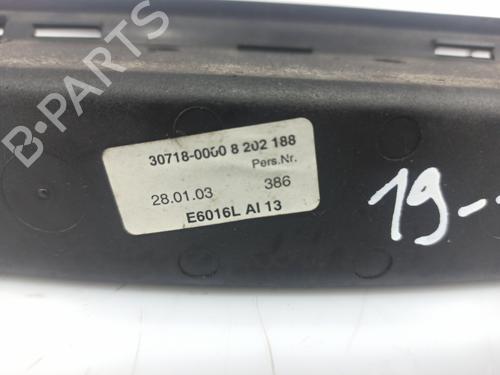 B-PARTS
30718-0000 8 202 188
Pers.Nr.
28.01.03 386
E6016L AI 13
19--